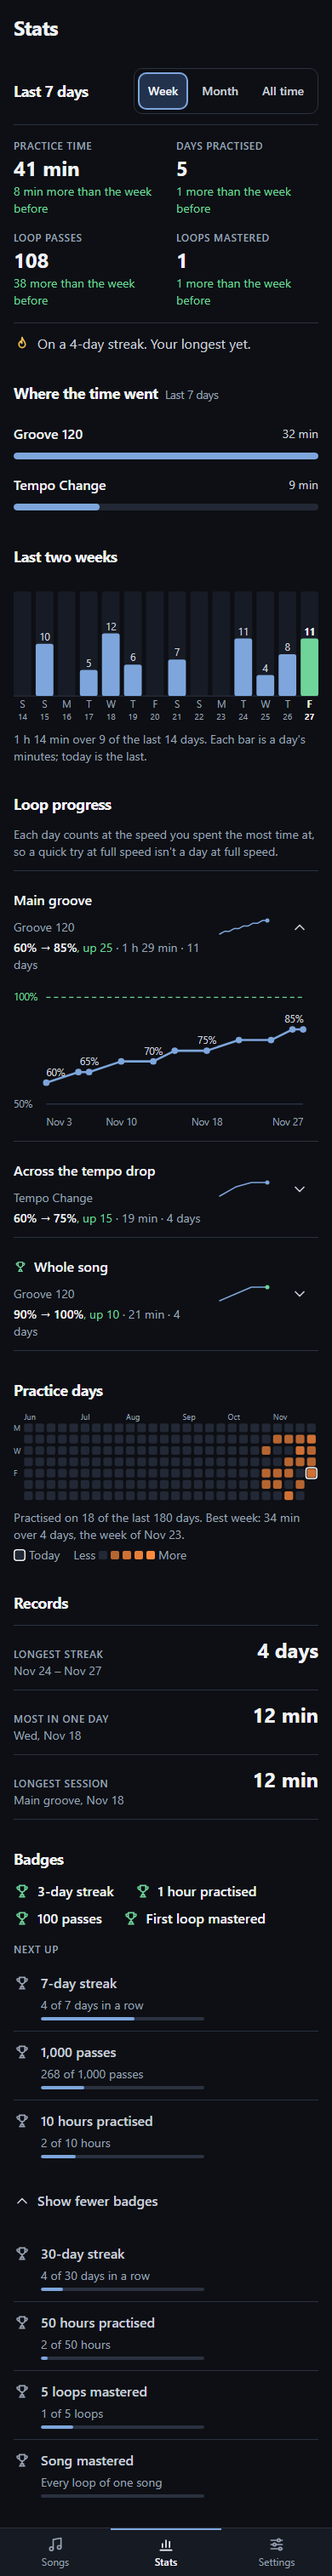 Stats
Last 7 days
Week Month All time
PRACTICE TIME
41 min
8 min more than the week
before
DAYS PRACTISED
5
1 more than the week
before
LOOP PASSES
108
38 more than the week
before
LOOPS MASTERED
1
1 more than the week
before
On a 4-day streak. Your longest yet.
Where the time went Last 7 days
Groove 120 32 min
Tempo Change 9 min
Last two weeks
10 5 12 6 7 11 4 8 11
S S M T W T F S S M T W T F
14 15 16 17 18 19 20 21 22 23 24 25 26 27
1 h 14 min over 9 of the last 14 days. Each bar is a day's
minutes; today is the last.
Loop progress
Each day counts at the speed you spent the most time at,
so a quick try at full speed isn't a day at full speed.
Main groove
Groove 120
60% → 85%, up 25 · 1 h 29 min · 11
days
100%
85%
75%
70%
65%
60%
50%
Nov 3 Nov 10 Nov 18 Nov 27
Across the tempo drop
Tempo Change
60% → 75%, up 15 · 19 min · 4 days
Whole song
Groove 120
90% → 100%, up 10 · 21 min · 4
days
Practice days
Jun Jul Aug Sep Oct Nov
M
W
F
Practised on 18 of the last 180 days. Best week: 34 min
over 4 days, the week of Nov 23.
Today Less More
Records
LONGEST STREAK
4 days
Nov 24 – Nov 27
MOST IN ONE DAY
12 min
Wed, Nov 18
LONGEST SESSION
12 min
Main groove, Nov 18
Badges
3-day streak 1 hour practised
100 passes First loop mastered
NEXT UP
7-day streak
4 of 7 days in a row
1,000 passes
268 of 1,000 passes
10 hours practised
2 of 10 hours
Show fewer badges
30-day streak
4 of 30 days in a row
50 hours practised
2 of 50 hours
5 loops mastered
1 of 5 loops
Song mastered
Every loop of one song
Songs Stats Settings